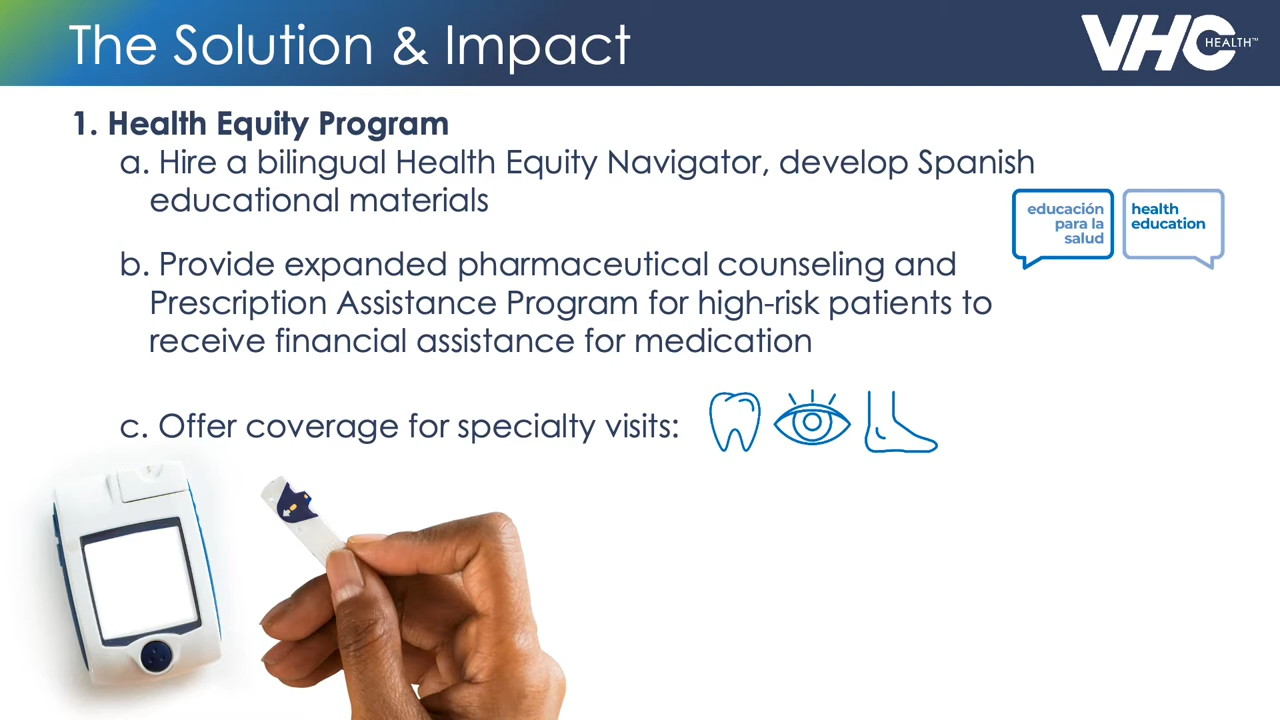 The Solution & Impact
VHC HEALTH™
1. Health Equity Program
a. Hire a bilingual Health Equity Navigator, develop Spanish
educational materials
educación
para la
salud
health
education
b. Provide expanded pharmaceutical counseling and
Prescription Assistance Program for high-risk patients to
receive financial assistance for medication
c. Offer coverage for specialty visits: